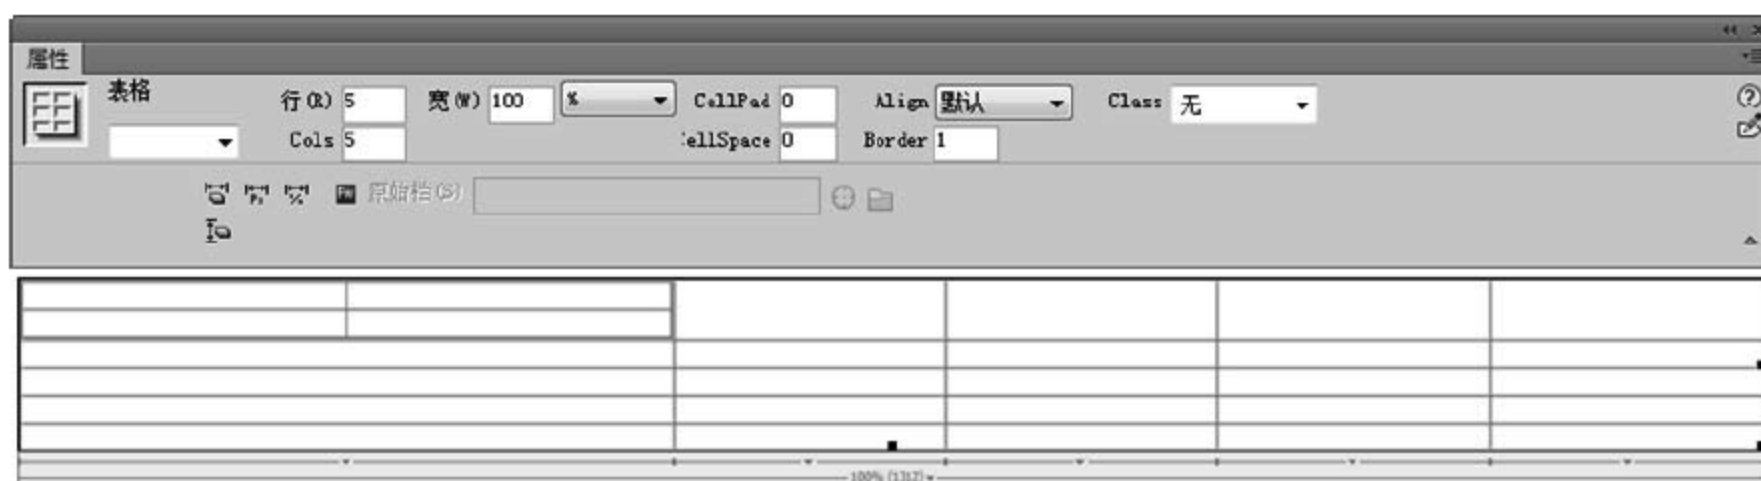 属性
表格 行(R) 5 宽(W) 100 % CellPad 0 Align 默认 Class 无
Cols 5 CellSpace 0 Border 1
原始档(S)
100% (1312)